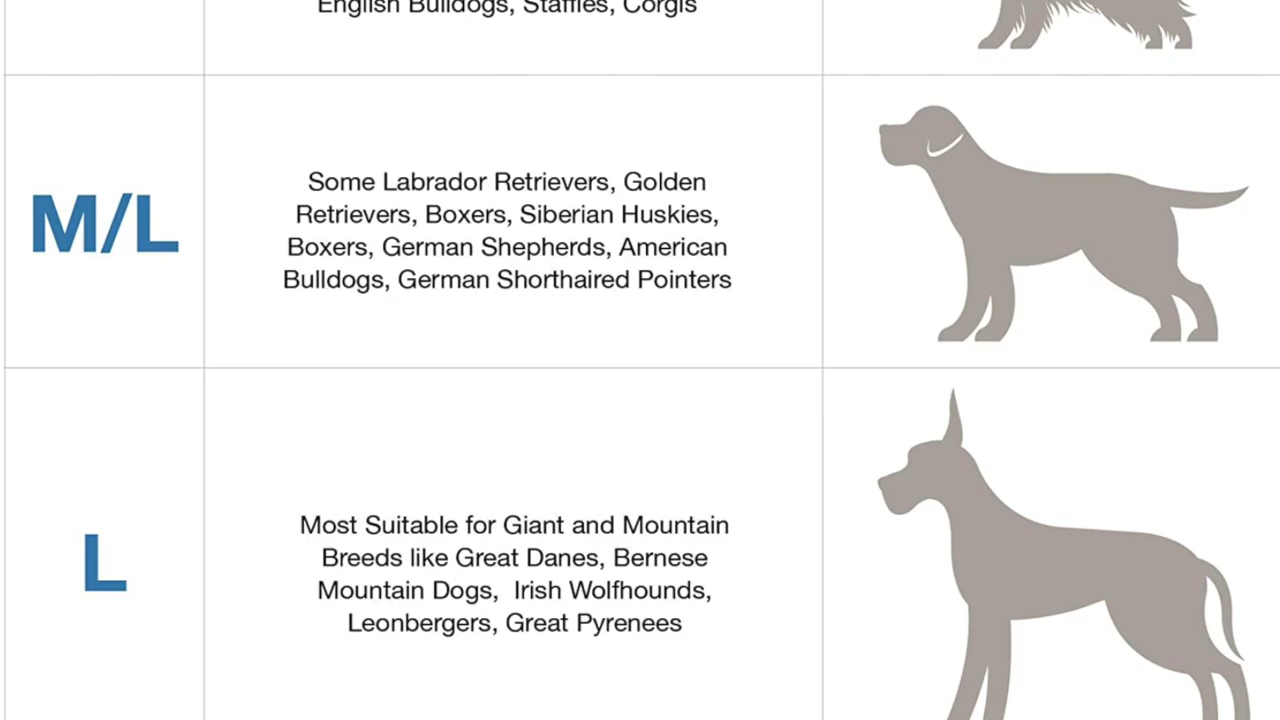 English Bulldogs, Staffies, Corgis
M/L
Some Labrador Retrievers, Golden
Retrievers, Boxers, Siberian Huskies,
Boxers, German Shepherds, American
Bulldogs, German Shorthaired Pointers
L
Most Suitable for Giant and Mountain
Breeds like Great Danes, Bernese
Mountain Dogs,  Irish Wolfhounds,
Leonbergers, Great Pyrenees